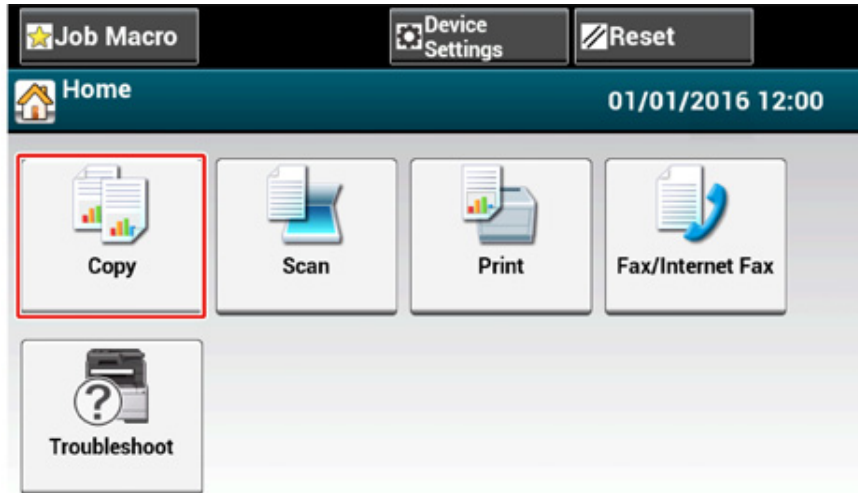 Job Macro
Device
Settings
Reset
Home
01/01/2016 12:00
Copy
Scan
Print
Fax/Internet Fax
?
Troubleshoot